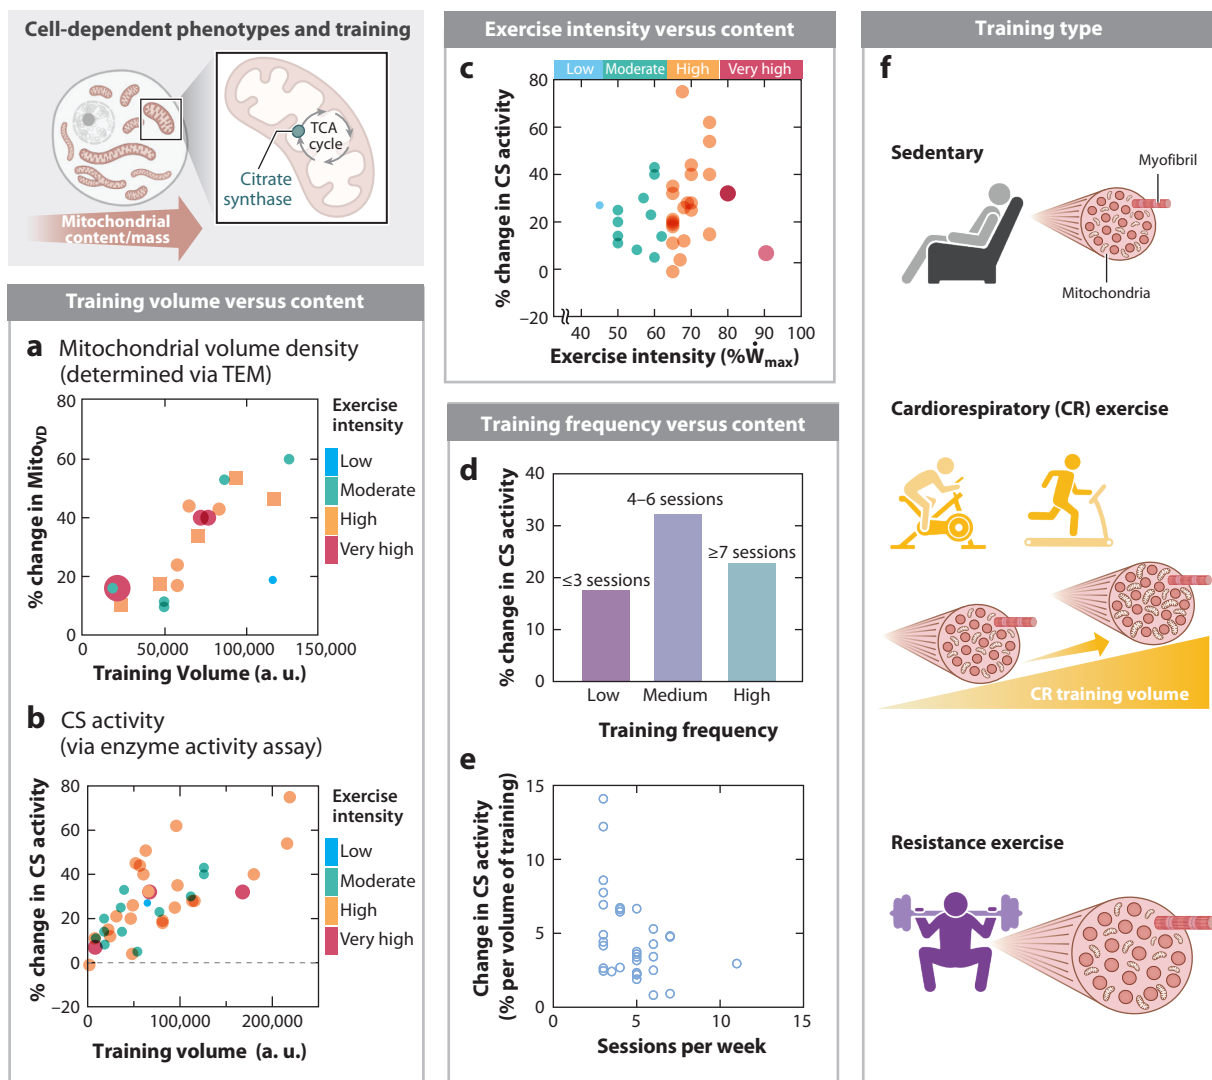 Cell-dependent phenotypes and training
TCA
cycle
Citrate
synthase
Mitochondrial
content/mass
Training volume versus content
a Mitochondrial volume density
(determined via TEM)
% change in MitoVD
80
60
40
20
0
0 50,000 100,000 150,000
Training Volume (a. u.)
Exercise
intensity
Low
Moderate
High
Very high
b CS activity
(via enzyme activity assay)
% change in CS activity
80
60
40
20
0
–20
0 100,000 200,000
Training volume (a. u.)
Exercise
intensity
Low
Moderate
High
Very high
Exercise intensity versus content
c
Low Moderate High Very high
% change in CS activity
80
60
40
20
0
–20
40 50 60 70 80 90 100
Exercise intensity (%Ẇmax)
Training frequency versus content
d
% change in CS activity
40
30
20
10
0
≤3 sessions
4–6 sessions
≥7 sessions
Low Medium High
Training frequency
e
Change in CS activity
(% per volume of training)
15
10
5
0
0 5 10 15
Sessions per week
Training type
f
Sedentary
Myofibril
Mitochondria
Cardiorespiratory (CR) exercise
CR training volume
Resistance exercise